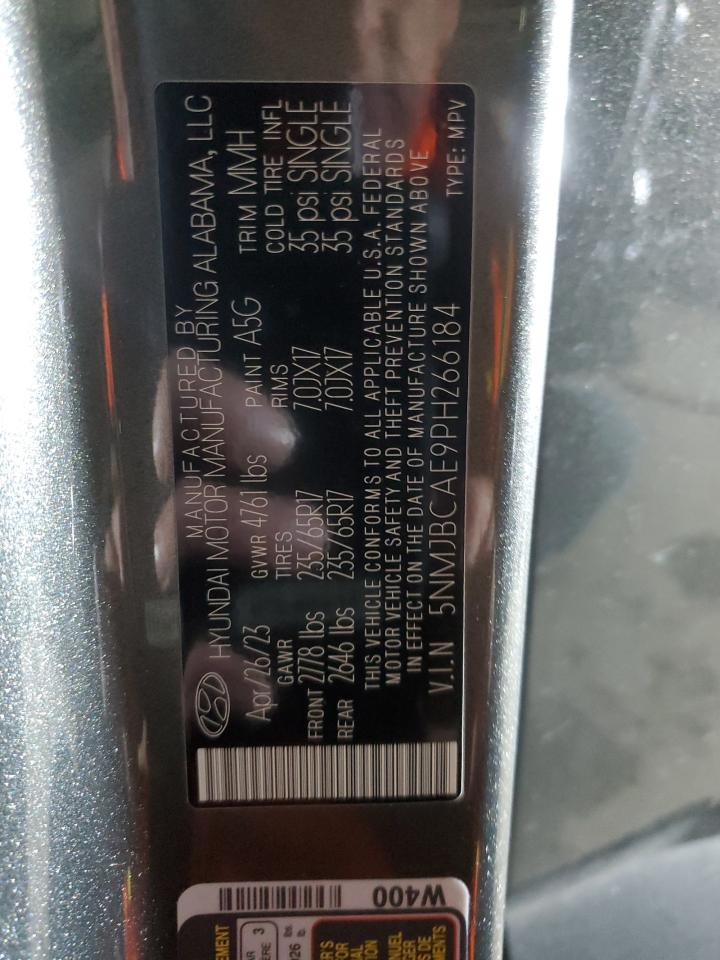 MANUFACTURED BY
HYUNDAI MOTOR MANUFACTURING ALABAMA, LLC
Apr/26/23 GVWR 4761 lbs PAINT A5G TRIM MMH
GAWR TIRES RIMS COLD TIRE INFL
FRONT 2778 lbs 235/65R17 7.0JX17 35 psi SINGLE
REAR 2646 lbs 235/65R17 7.0JX17 35 psi SINGLE
THIS VEHICLE CONFORMS TO ALL APPLICABLE U.S.A. FEDERAL
MOTOR VEHICLE SAFETY AND THEFT PREVENTION STANDARDS
IN EFFECT ON THE DATE OF MANUFACTURE SHOWN ABOVE
V.I.N 5NMJBCAE9PH266184 TYPE: MPV
W400
3